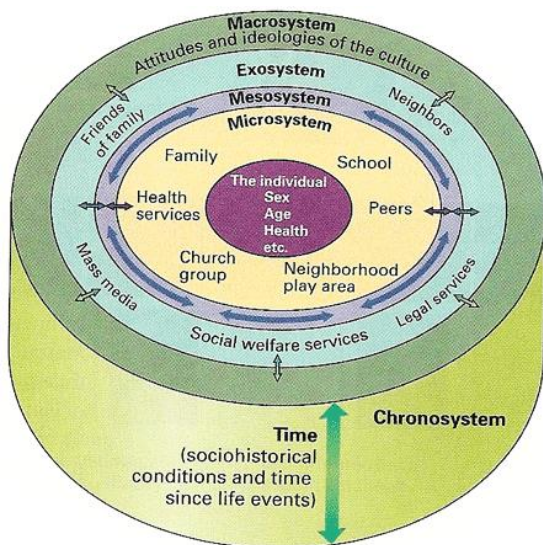 Macrosystem
Attitudes and ideologies of the culture
Exosystem
Mesosystem
Microsystem
Friends
of family
Neighbors
Family
School
The individual
Sex
Age
Health
etc.
Health
services
Peers
Church
group
Neighborhood
play area
Mass media
Social welfare services
Legal services
Chronosystem
Time
(sociohistorical
conditions and time
since life events)